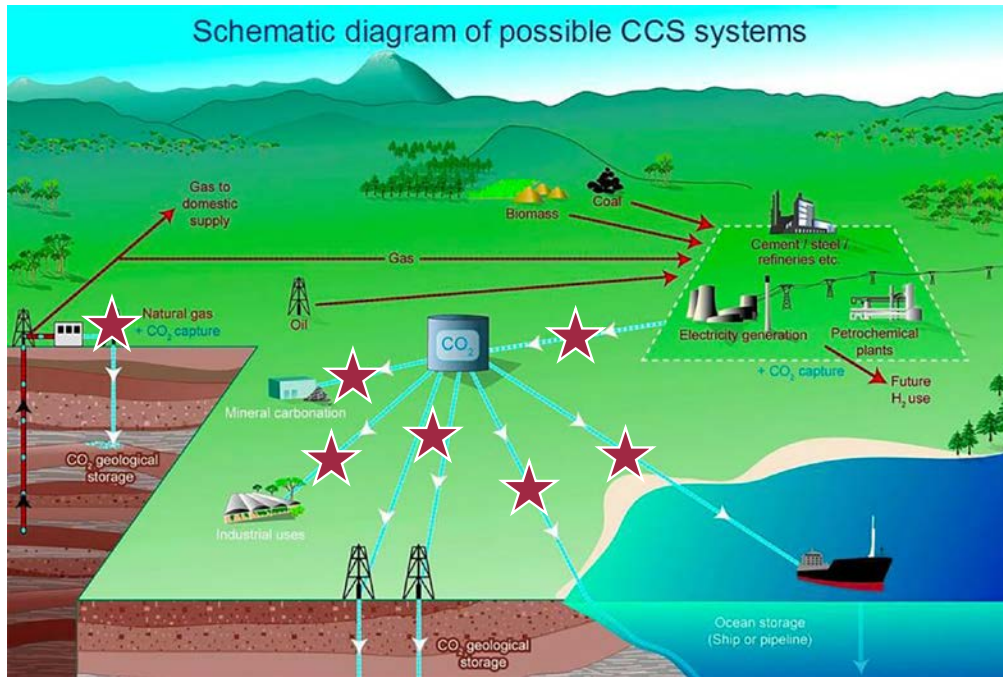 Schematic diagram of possible CCS systems
Gas to
domestic
supply
Biomass
Coal
Cement / steel /
refineries etc.
Gas
Oil
Natural gas
+ CO₂ capture
Electricity generation
Petrochemical
plants
+ CO₂ capture
Future
H₂ use
CO₂
Mineral carbonation
CO₂ geological
storage
Industrial uses
CO₂ geological
storage
Ocean storage
(Ship or pipeline)